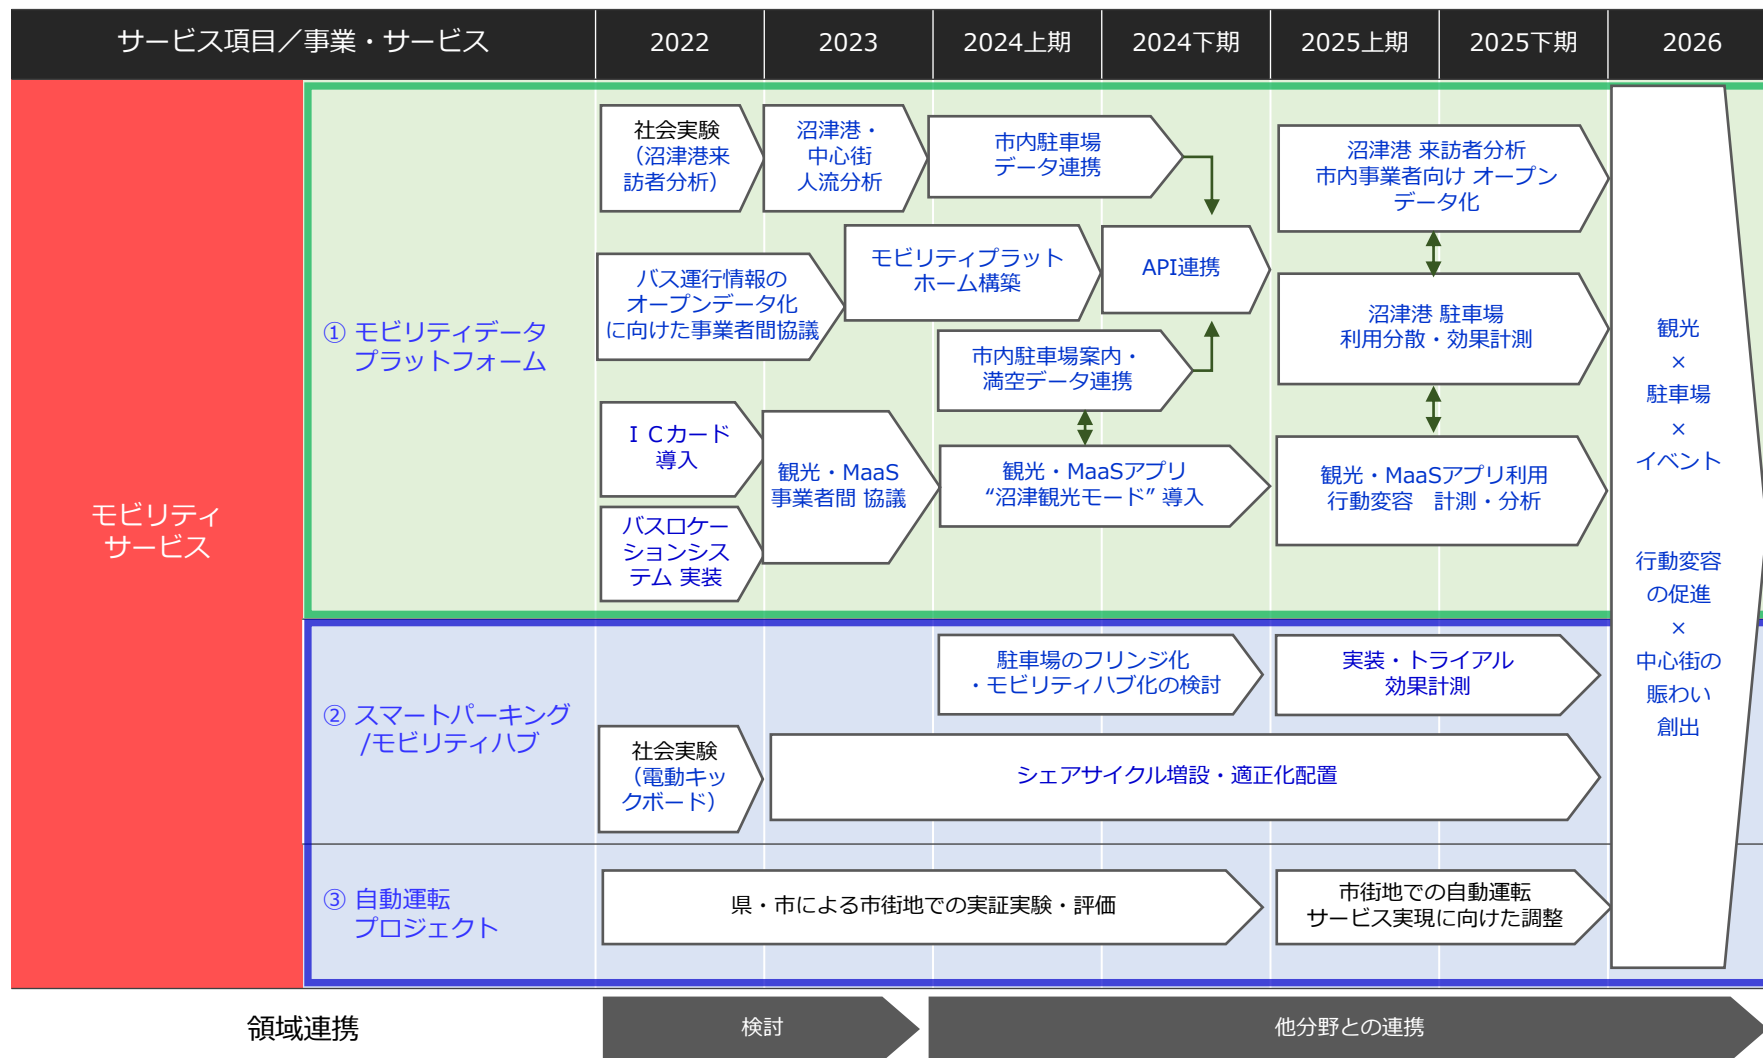 サービス項目／事業・サービス
2022
2023
2024上期
2024下期
2025上期
2025下期
2026
モビリティ
サービス
① モビリティデータ
プラットフォーム
社会実験
（沼津港来
訪者分析）
沼津港・
中心街
人流分析
市内駐車場
データ連携
沼津港 来訪者分析
市内事業者向け オープン
データ化
バス運行情報の
オープンデータ化
に向けた事業者間協議
モビリティプラット
ホーム構築
API連携
沼津港 駐車場
利用分散・効果計測
市内駐車場案内・
満空データ連携
ＩＣカード
導入
バスロケー
ションシス
テム 実装
観光・MaaS
事業者間 協議
観光・MaaSアプリ
“沼津観光モード” 導入
観光・MaaSアプリ利用
行動変容　計測・分析
② スマートパーキング
/モビリティハブ
駐車場のフリンジ化
・モビリティハブ化の検討
実装・トライアル
効果計測
社会実験
（電動キッ
クボード）
シェアサイクル増設・適正化配置
③ 自動運転
プロジェクト
県・市による市街地での実証実験・評価
市街地での自動運転
サービス実現に向けた調整
観光
×
駐車場
×
イベント
行動変容
の促進
×
中心街の
賑わい
創出
領域連携
検討
他分野との連携